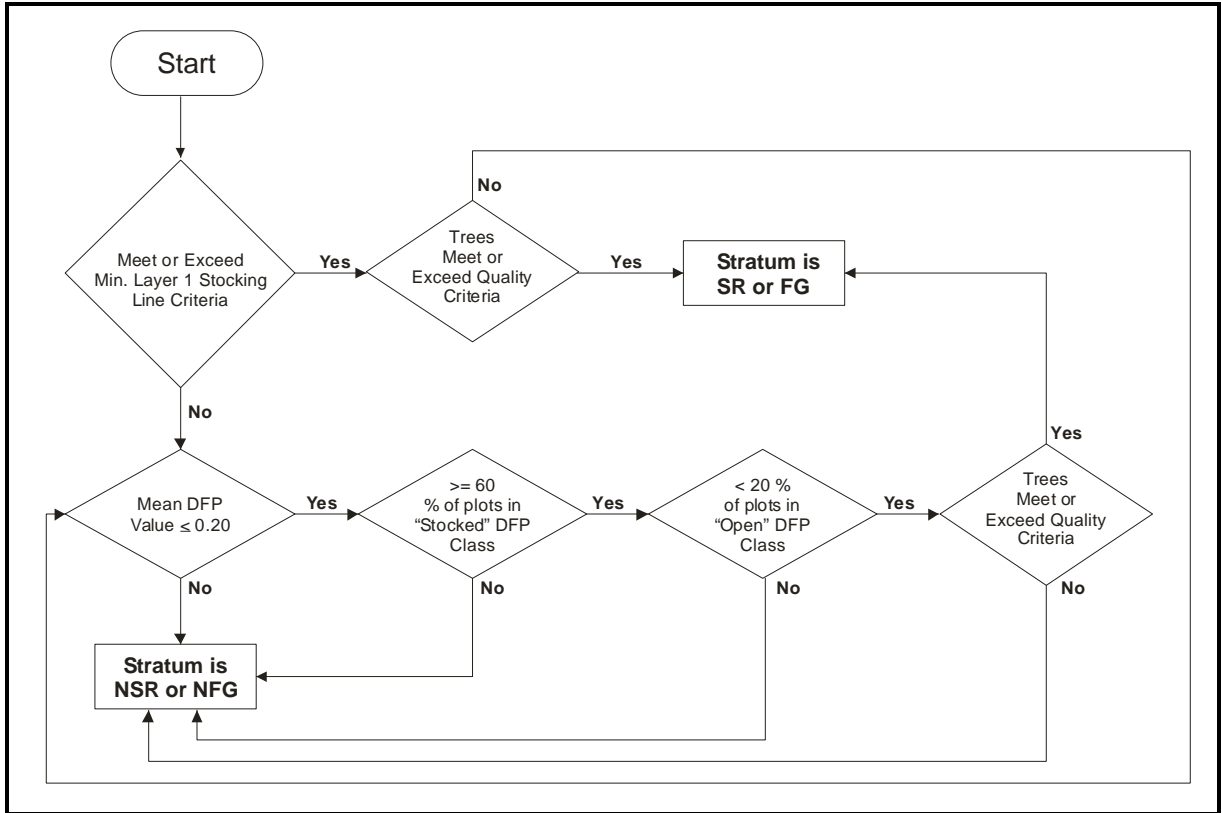 Start
Meet or Exceed
Min. Layer 1 Stocking
Line Criteria
Yes
No
Trees
Meet or
Exceed Quality
Criteria
No
Yes
Stratum is
SR or FG
Mean DFP
Value ≤ 0.20
Yes
No
>= 60
% of plots in
“Stocked” DFP
Class
Yes
No
< 20 %
of plots in
“Open” DFP
Class
Yes
No
Trees
Meet or
Exceed Quality
Criteria
Yes
No
Stratum is
NSR or NFG